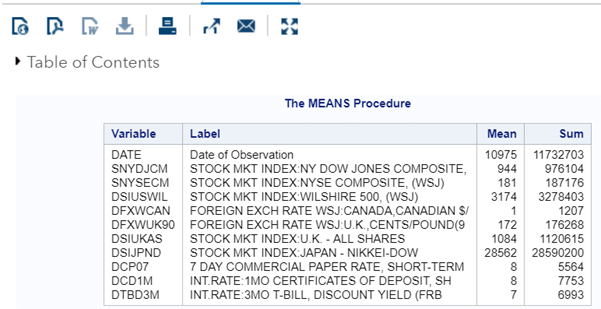 Table of Contents
The MEANS Procedure
Variable Label Mean Sum
DATE Date of Observation 10975 11732703
SNYDJCM STOCK MKT INDEX:NY DOW JONES COMPOSITE, 944 976104
SNYSECM STOCK MKT INDEX:NYSE COMPOSITE, (WSJ) 181 187176
DSIUSWIL STOCK MKT INDEX:WILSHIRE 500, (WSJ) 3174 3278403
DFXWCAN FOREIGN EXCH RATE WSJ:CANADA,CANADIAN $/ 1 1207
DFXWUK90 FOREIGN EXCH RATE WSJ:U.K.,CENTS/POUND(9 172 176268
DSIUKAS STOCK MKT INDEX:U.K. - ALL SHARES 1084 1120615
DSIJPND STOCK MKT INDEX:JAPAN - NIKKEI-DOW 28562 28590200
DCP07 7 DAY COMMERCIAL PAPER RATE, SHORT-TERM 8 5564
DCD1M INT.RATE:1MO CERTIFICATES OF DEPOSIT, SH 8 7753
DTBD3M INT.RATE:3MO T-BILL, DISCOUNT YIELD (FRB 7 6993